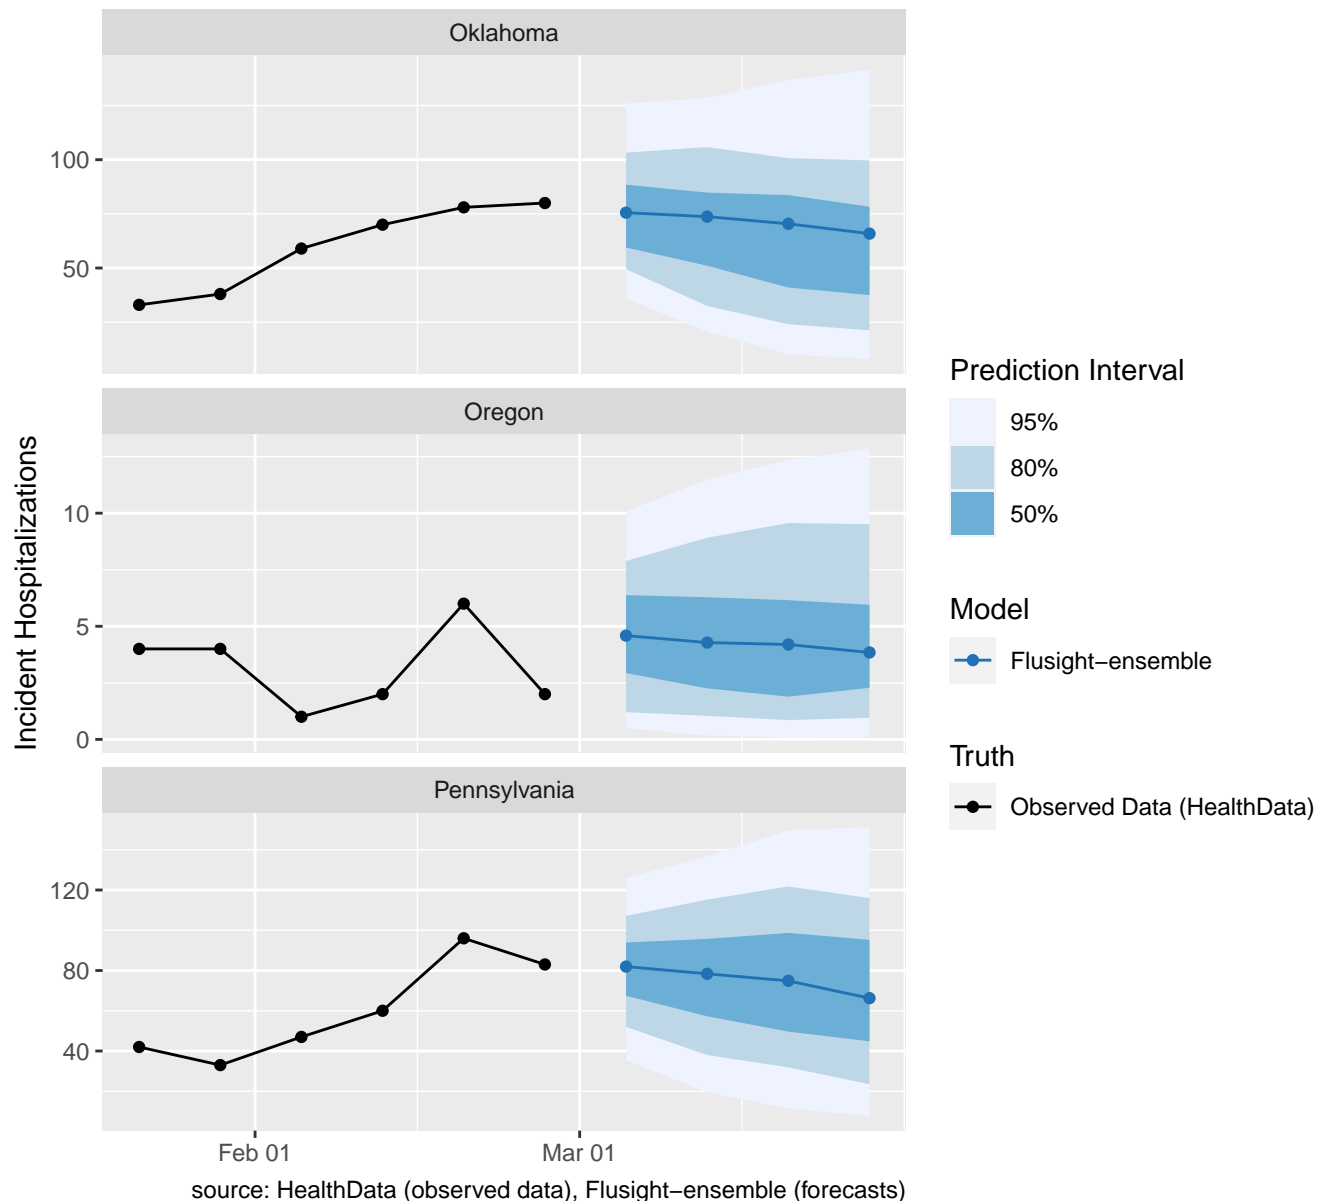 Oklahoma
100
50
Oregon
10
5
0
Pennsylvania
120
80
40
Feb 01
Mar 01
Incident Hospitalizations
source: HealthData (observed data), Flusight−ensemble (forecasts)
Prediction Interval
95%
80%
50%
Model
Flusight−ensemble
Truth
Observed Data (HealthData)